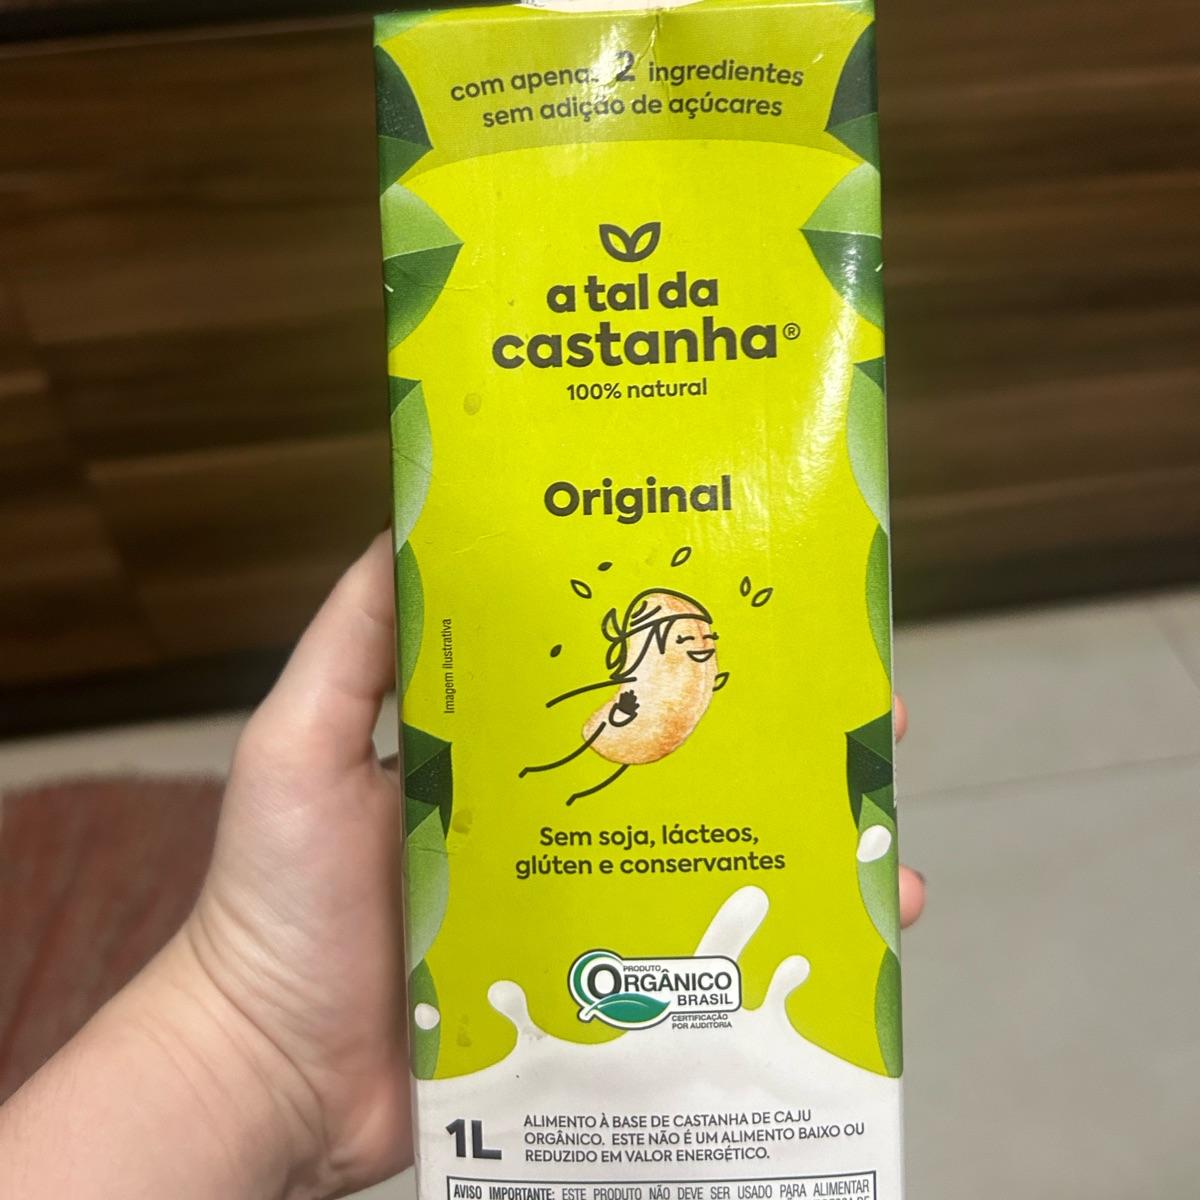 com apenas 2 ingredientes
sem adição de açúcares
a tal da
castanha®
100% natural
Original
Imagem ilustrativa
Sem soja, lácteos,
glúten e conservantes
PRODUTO
ORGÂNICO
BRASIL
CERTIFICAÇÃO
POR AUDITORIA
1L
ALIMENTO À BASE DE CASTANHA DE CAJU
ORGÂNICO. ESTE NÃO É UM ALIMENTO BAIXO OU
REDUZIDO EM VALOR ENERGÉTICO.
AVISO IMPORTANTE: ESTE PRODUTO NÃO DEVE SER USADO PARA ALIMENTAR